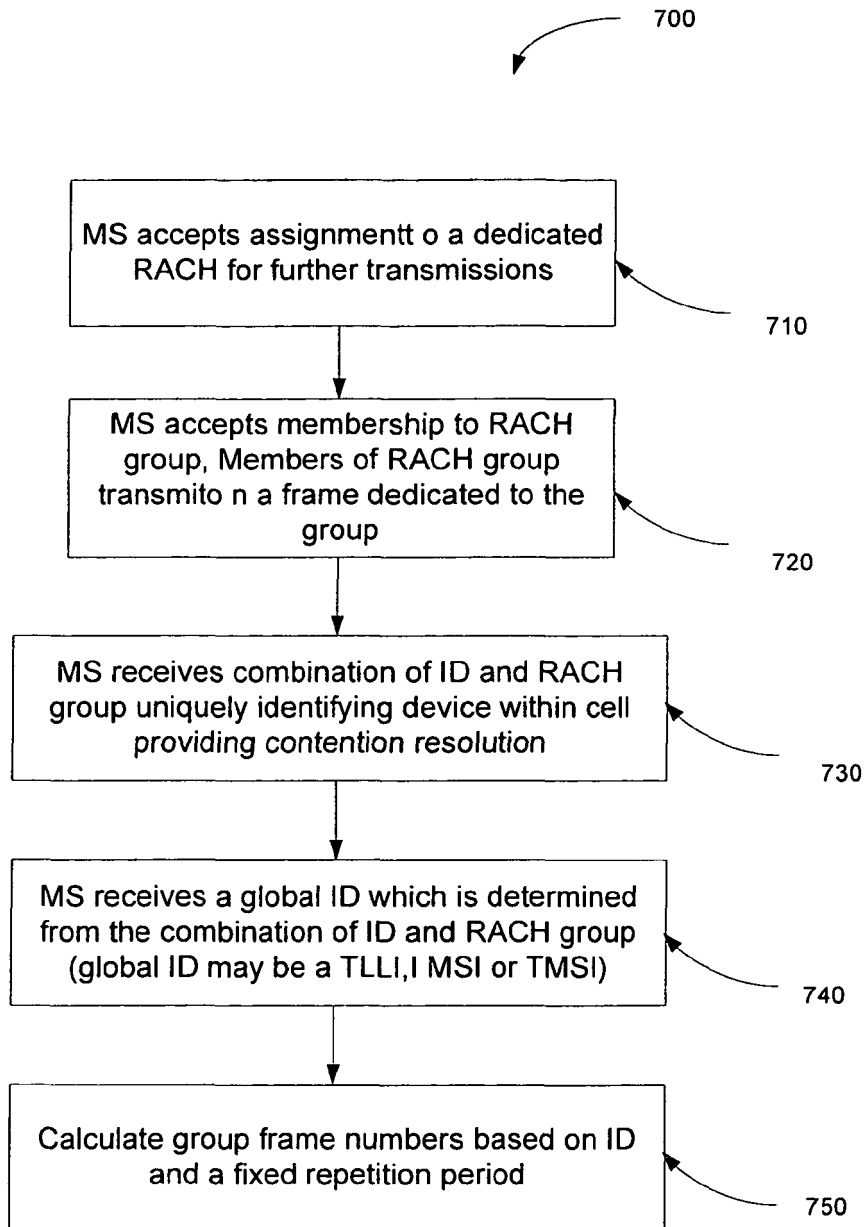 700
MS accepts assignmentt o a dedicated
RACH for further transmissions
710
MS accepts membership to RACH
group, Members of RACH group
transmito n a frame dedicated to the
group
720
MS receives combination of ID and RACH
group uniquely identifying device within cell
providing contention resolution
730
MS receives a global ID which is determined
from the combination of ID and RACH group
(global ID may be a TLLI,I MSI or TMSI)
740
Calculate group frame numbers based on ID
and a fixed repetition period
750